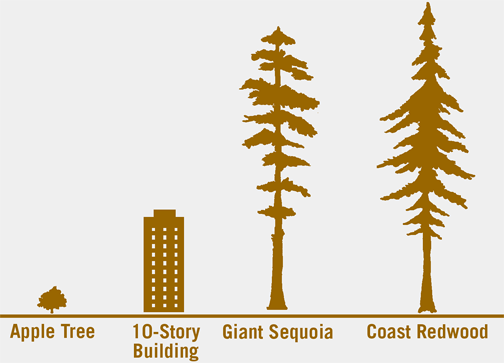 Apple Tree
10-Story
Building
Giant Sequoia
Coast Redwood